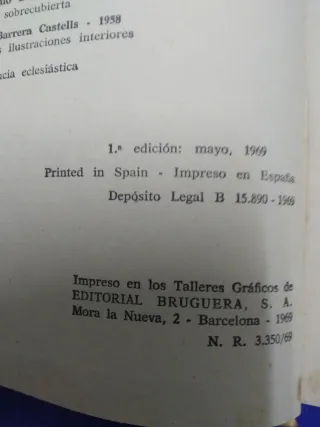 sobrecubierta
Barrera Castells - 1958
ilustraciones interiores
eclesiástica
1.ª edición: mayo, 1969
Printed in Spain - Impreso en España
Depósito Legal B 15.890 - 1969
Impreso en los Talleres Gráficos de
EDITORIAL BRUGUERA, S. A.
Mora la Nueva, 2 - Barcelona - 1969
N. R. 3.350/69